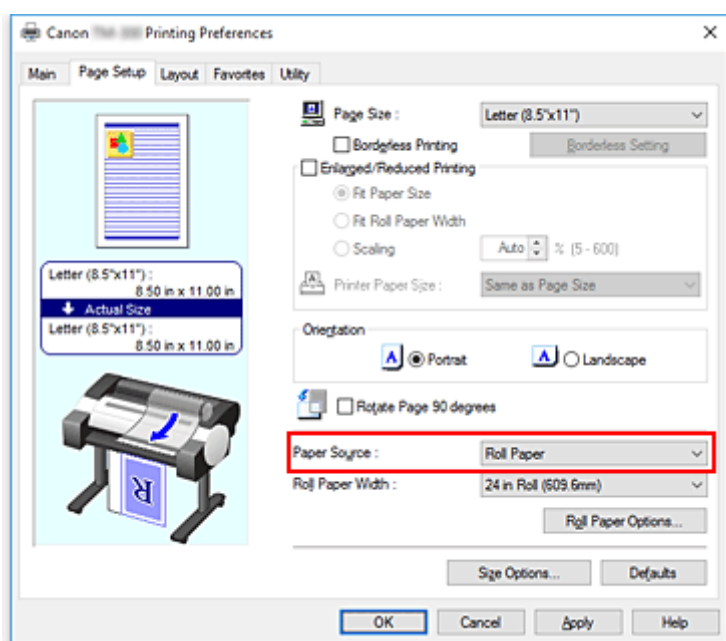 Canon Printing Preferences
Main Page Setup Layout Favorites Utility
Page Size : Letter (8.5"x11")
Borderless Printing Borderless Setting
Enlarged/Reduced Printing
Fit Paper Size
Fit Roll Paper Width
Scaling Auto % (5 - 600)
Printer Paper Size : Same as Page Size
Letter (8.5"x11") :
8.50 in x 11.00 in
Actual Size
Letter (8.5"x11") :
8.50 in x 11.00 in
Orientation
A Portrait A Landscape
Rotate Page 90 degrees
Paper Source : Roll Paper
Roll Paper Width : 24 in Roll (609.6mm)
R
Roll Paper Options...
Size Options... Defaults
OK Cancel Apply Help